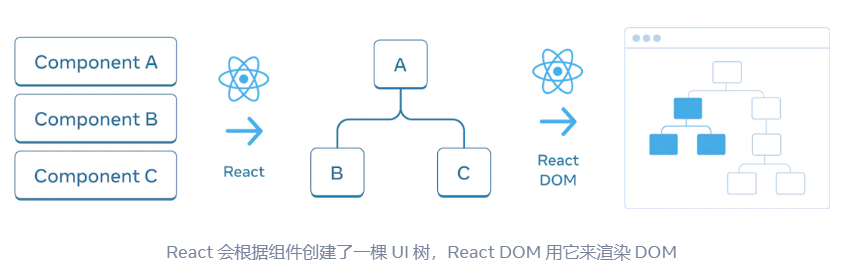 Component A
Component B
Component C
React
A
B
C
React
DOM
React 会根据组件创建了一棵 UI 树，React DOM 用它来渲染 DOM